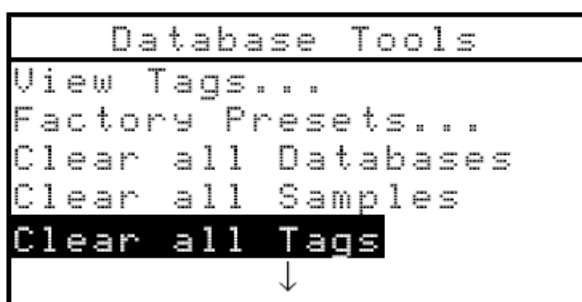 Database Tools
View Tags...
Factory Presets...
Clear all Databases
Clear all Samples
Clear all Tags
↓